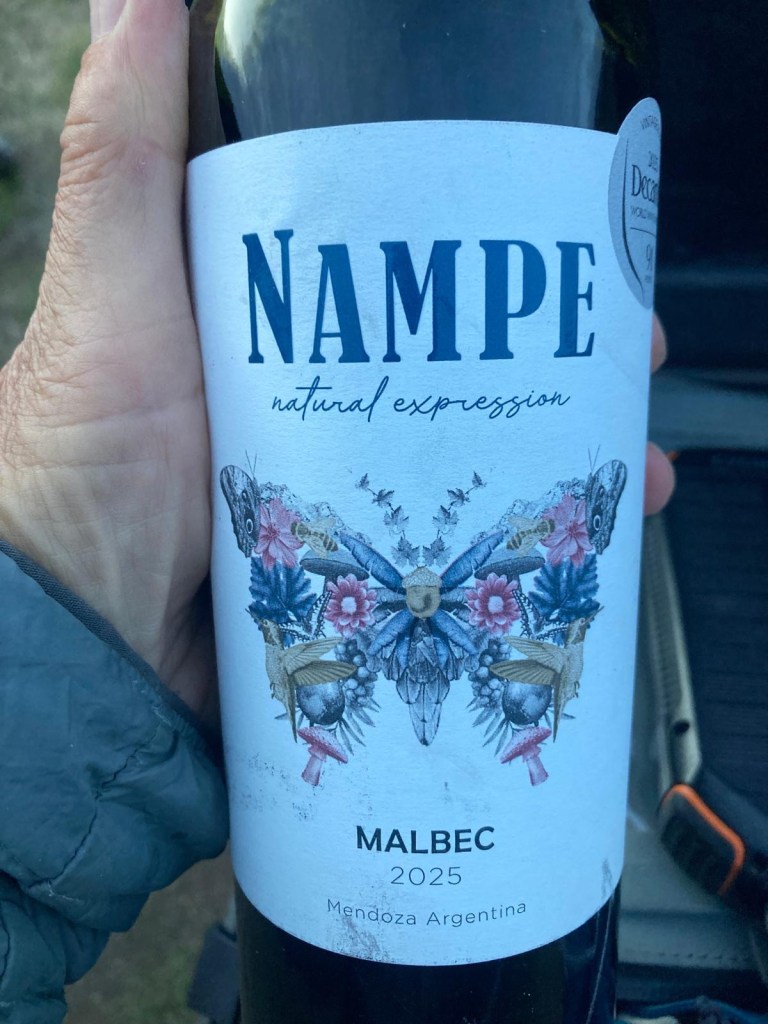 NAMPE
natural expression
MALBEC
2025
Mendoza Argentina